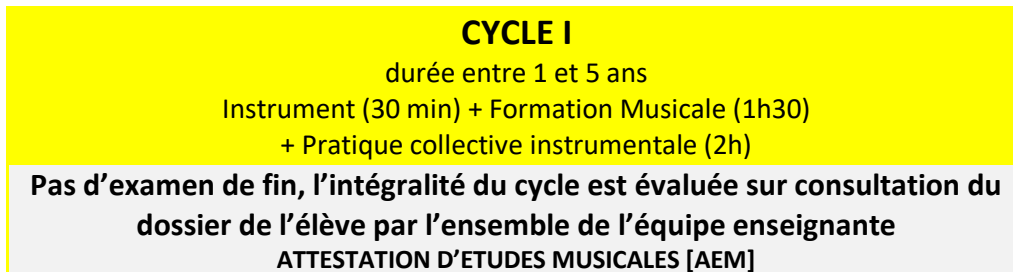 CYCLE I
durée entre 1 et 5 ans
Instrument (30 min) + Formation Musicale (1h30)
+ Pratique collective instrumentale (2h)
Pas d’examen de fin, l’intégralité du cycle est évaluée sur consultation du
dossier de l’élève par l’ensemble de l’équipe enseignante
ATTESTATION D’ETUDES MUSICALES [AEM]